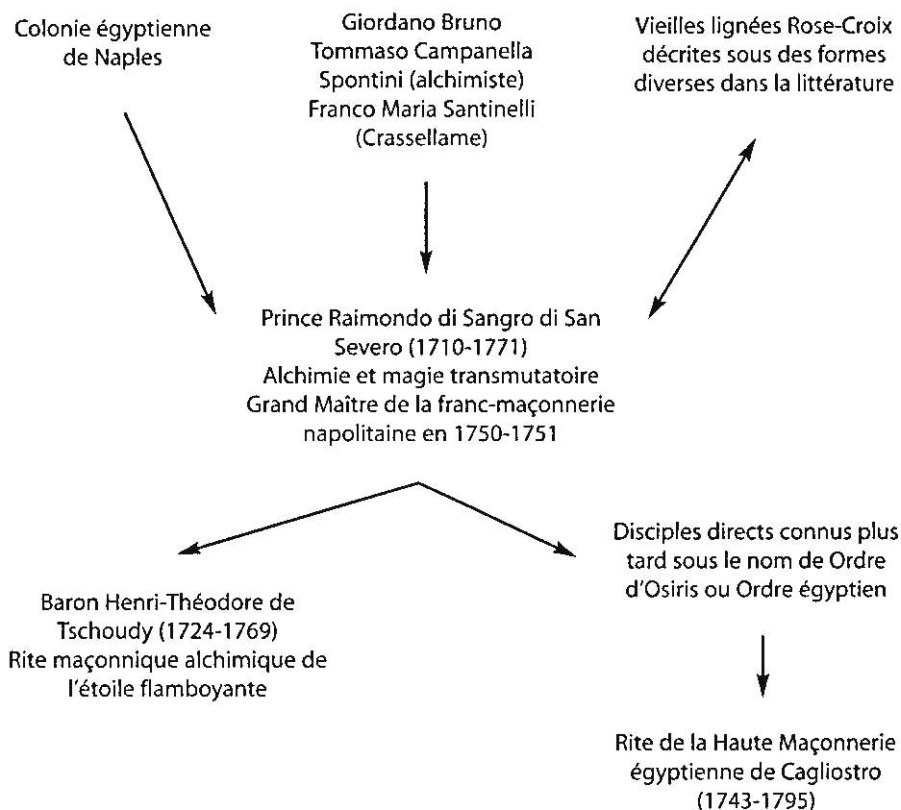 Colonie égyptienne
de Naples
Giordano Bruno
Tommaso Campanella
Spontini (alchimiste)
Franco Maria Santinelli
(Crassellame)
Vieilles lignées Rose-Croix
décrites sous des formes
diverses dans la littérature
Prince Raimondo di Sangro di San
Severo (1710-1771)
Alchimie et magie transmutatoire
Grand Maître de la franc-maçonnerie
napolitaine en 1750-1751
Baron Henri-Théodore de
Tschoudy (1724-1769)
Rite maçonnique alchimique de
l'étoile flamboyante
Disciples directs connus plus
tard sous le nom de Ordre
d'Osiris ou Ordre égyptien
Rite de la Haute Maçonnerie
égyptienne de Cagliostro
(1743-1795)